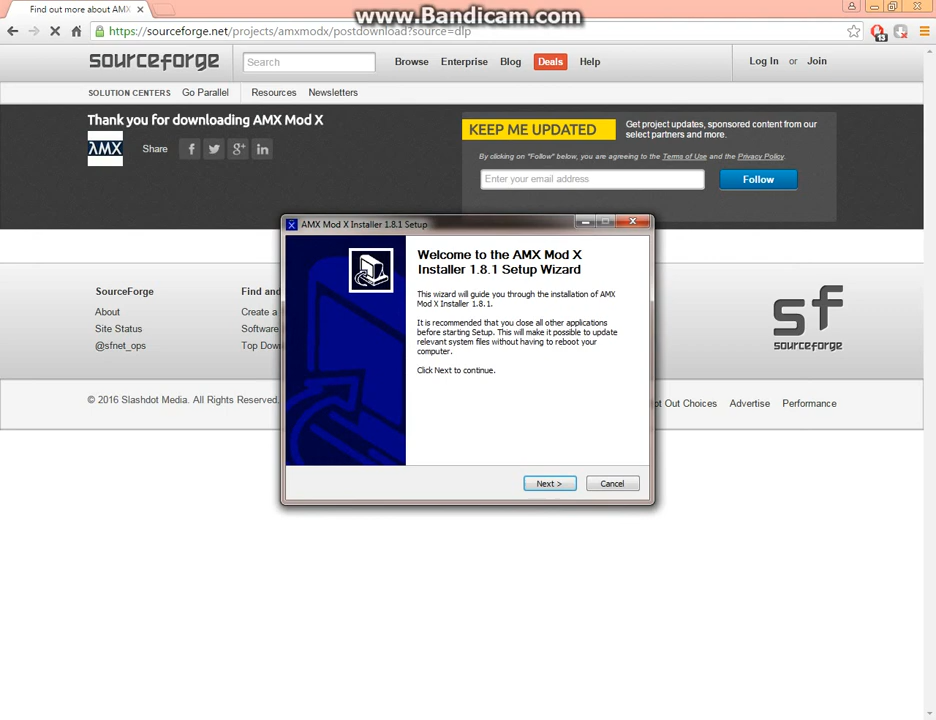 www.Bandicam.com
Find out more about AMX
https://sourceforge.net/projects/amxmodx/postdownload?source=dlp
13
sourceforge
Search
Browse Enterprise Blog Deals Help
Log In or Join
SOLUTION CENTERS Go Parallel Resources Newsletters
Thank you for downloading AMX Mod X
λMX
Share
KEEP ME UPDATED
Get project updates, sponsored content from our
select partners and more.
By clicking on "Follow" below, you are agreeing to the Terms of Use and the Privacy Policy.
Enter your email address
Follow
AMX Mod X Installer 1.8.1 Setup
Welcome to the AMX Mod X
Installer 1.8.1 Setup Wizard
This wizard will guide you through the installation of AMX
Mod X Installer 1.8.1.
It is recommended that you close all other applications
before starting Setup. This will make it possible to update
relevant system files without having to reboot your
computer.
Click Next to continue.
Next >
Cancel
SourceForge
About
Site Status
@sfnet_ops
Find and
Create a
Software
Top Down
sf
sourceforge
© 2016 Slashdot Media. All Rights Reserved.
pt Out Choices Advertise Performance